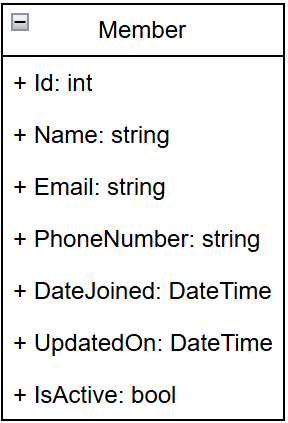 Member
+ Id: int
+ Name: string
+ Email: string
+ PhoneNumber: string
+ DateJoined: DateTime
+ UpdatedOn: DateTime
+ IsActive: bool